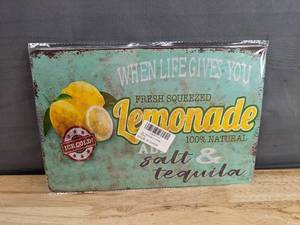 WHEN LIFE GIVES YOU
FRESH SQUEEZED
Lemonade
100% NATURAL
ICE COLD!
salt &
tequila